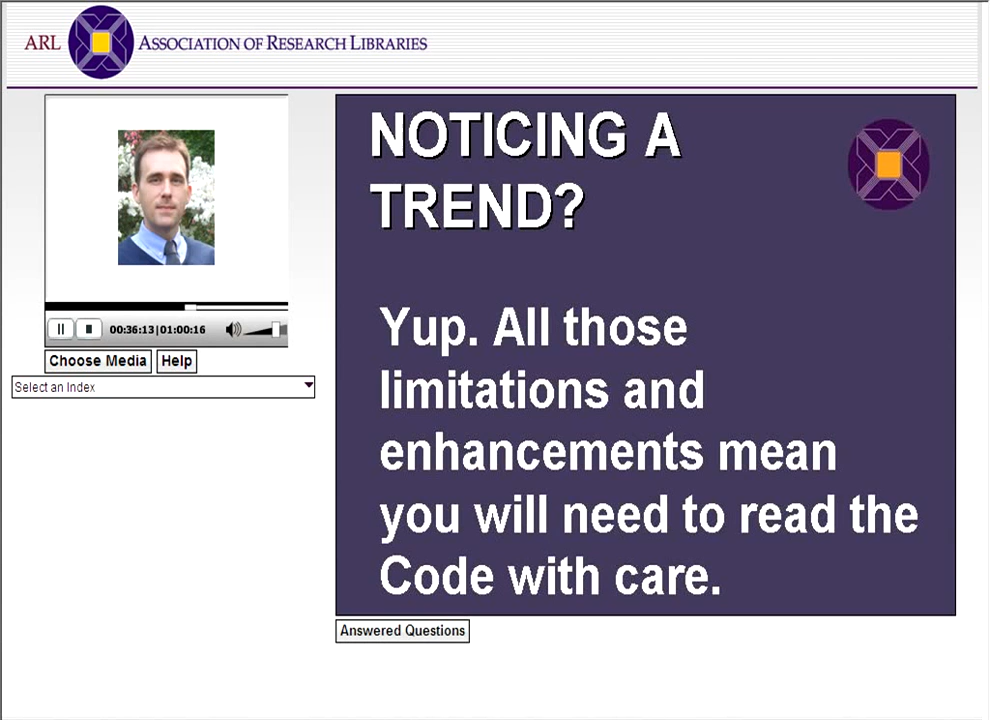 ARL ASSOCIATION OF RESEARCH LIBRARIES
00:36:13|01:00:16
Choose Media Help
Select an Index
NOTICING A
TREND?
Yup. All those
limitations and
enhancements mean
you will need to read the
Code with care.
Answered Questions